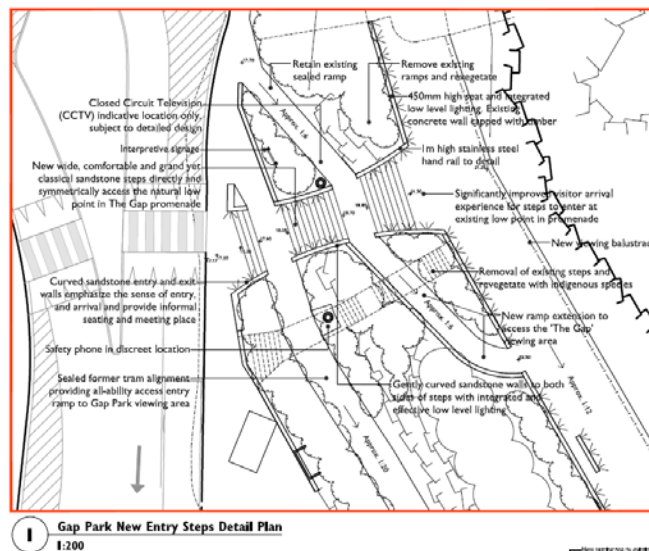 Retain existing
sealed ramp
Remove existing
ramps and revegetate
Closed Circuit Television
(CCTV) indicative location only,
subject to detailed design
Approx. 1:6
450mm high seat and integrated
low level lighting. Existing
concrete wall capped with timber
Interpretive signage
1m high stainless steel
hand rail to detail
New wide, comfortable and grand yet
classical sandstone steps directly and
symmetrically access the natural low
point in The Gap promenade
Significantly improved visitor arrival
experience for steps to enter at
existing low point in promenade
New viewing balustrade
Curved sandstone entry and exit
walls emphasize the sense of entry,
and arrival and provide informal
seating and meeting place
Removal of existing steps and
revegetate with indigenous species
Approx. 1:6
New ramp extension to
access the 'The Gap'
viewing area
Safety phone in discreet location
Sealed former tram alignment
providing all-ability access entry
ramp to Gap Park viewing area
Gently curved sandstone walls to both
sides of steps with integrated and
effective low level lighting
Approx. 1:12
Approx. 1:20
1 Gap Park New Entry Steps Detail Plan
1:200